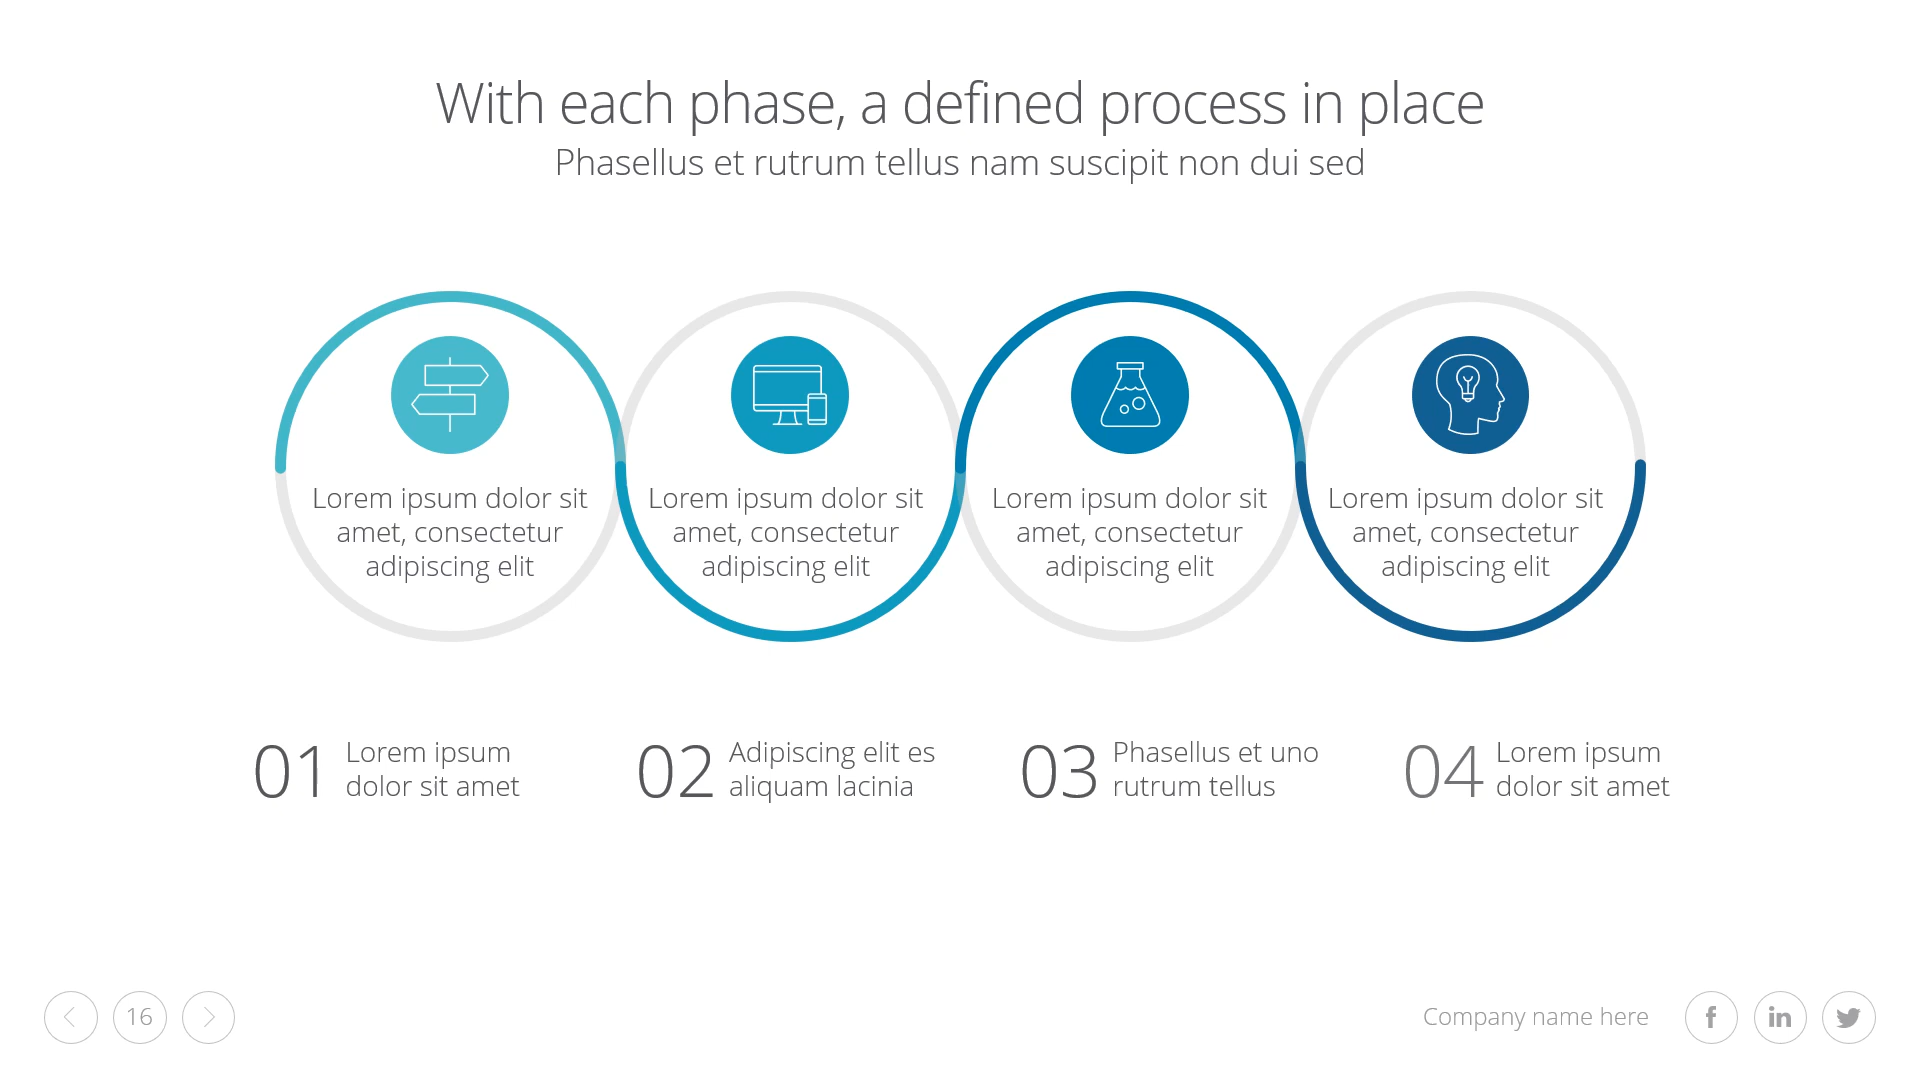 With each phase, a defined process in place
Phasellus et rutrum tellus nam suscipit non dui sed
Lorem ipsum dolor sit
amet, consectetur
adipiscing elit
Lorem ipsum dolor sit
amet, consectetur
adipiscing elit
Lorem ipsum dolor sit
amet, consectetur
adipiscing elit
Lorem ipsum dolor sit
amet, consectetur
adipiscing elit
01
Lorem ipsum
dolor sit amet
02
Adipiscing elit es
aliquam lacinia
03
Phasellus et uno
rutrum tellus
04
Lorem ipsum
dolor sit amet
16
Company name here
f
in